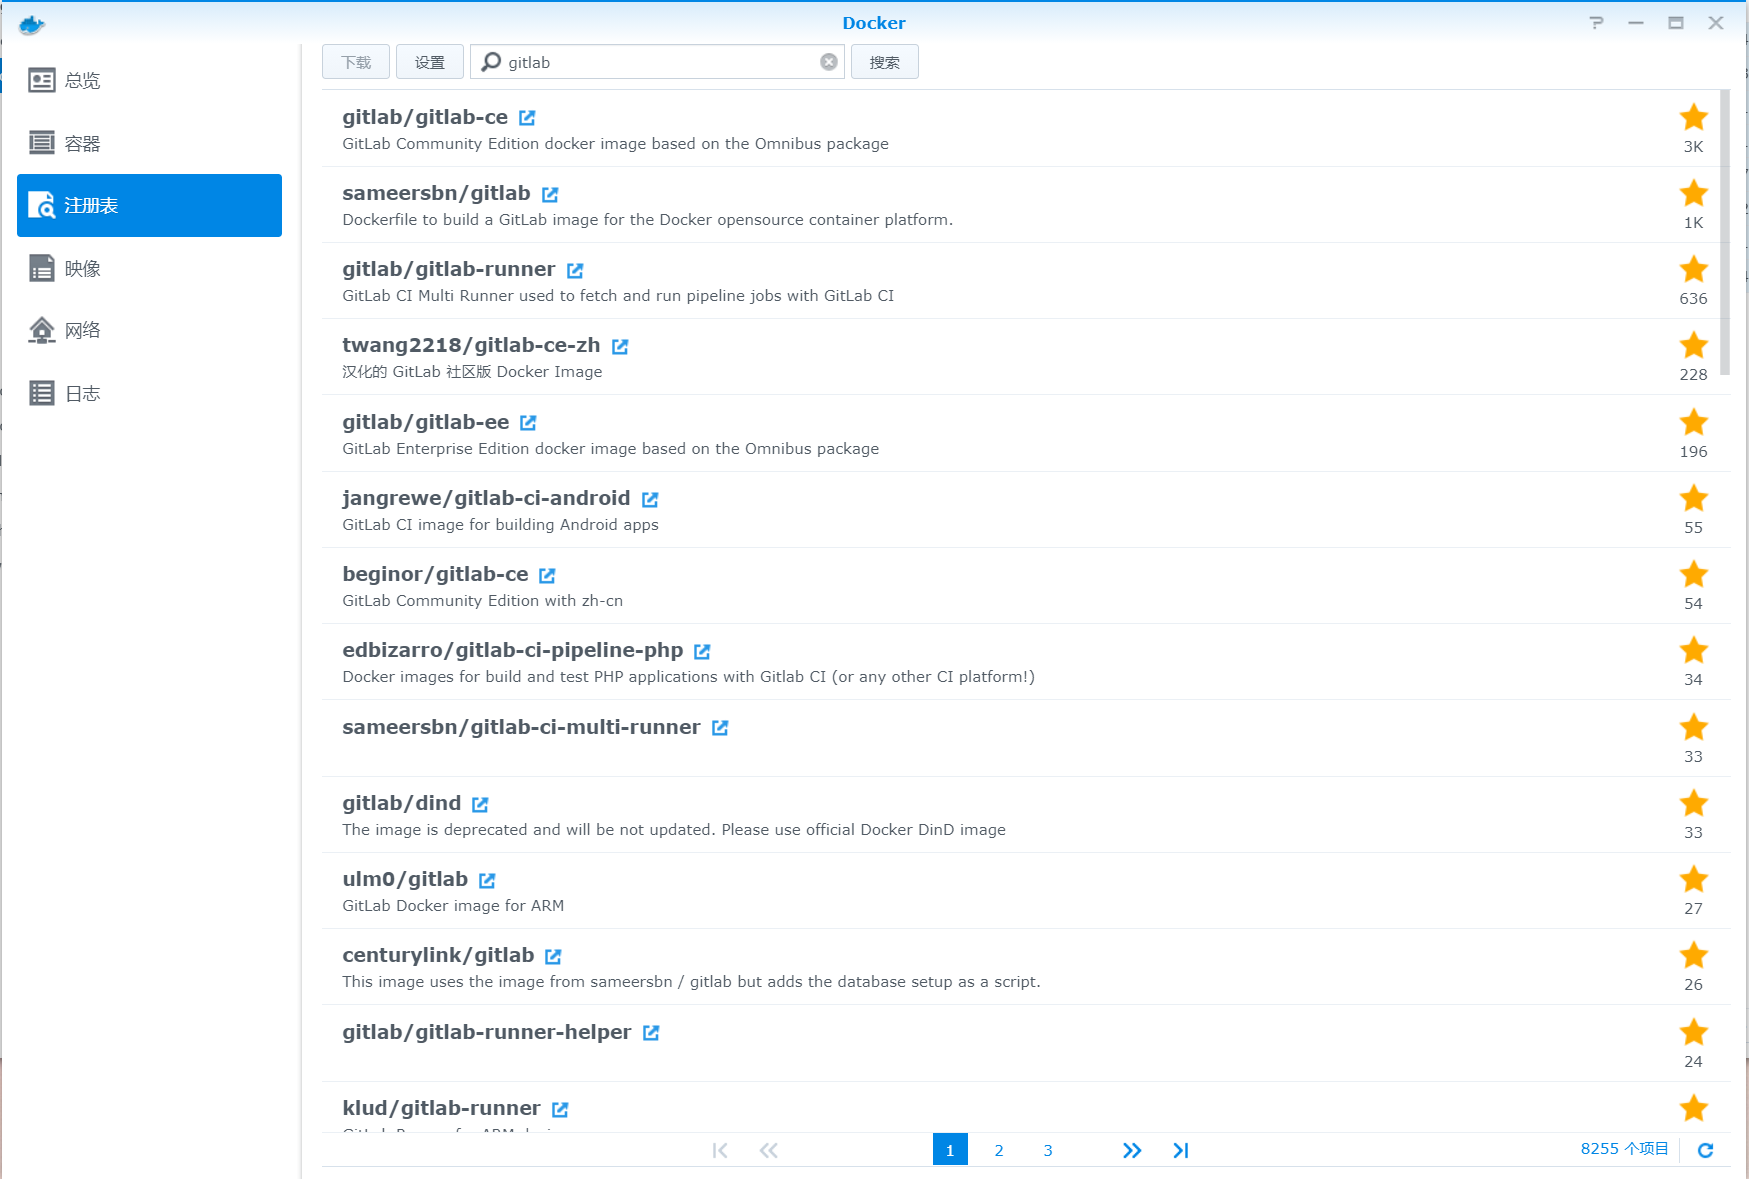 Docker
总览
容器
注册表
映像
网络
日志
下载
设置
gitlab
搜索
gitlab/gitlab-ce
GitLab Community Edition docker image based on the Omnibus package
3K
sameersbn/gitlab
Dockerfile to build a GitLab image for the Docker opensource container platform.
1K
gitlab/gitlab-runner
GitLab CI Multi Runner used to fetch and run pipeline jobs with GitLab CI
636
twang2218/gitlab-ce-zh
汉化的 GitLab 社区版 Docker Image
228
gitlab/gitlab-ee
GitLab Enterprise Edition docker image based on the Omnibus package
196
jangrewe/gitlab-ci-android
GitLab CI image for building Android apps
55
beginor/gitlab-ce
GitLab Community Edition with zh-cn
54
edbizarro/gitlab-ci-pipeline-php
Docker images for build and test PHP applications with Gitlab CI (or any other CI platform!)
34
sameersbn/gitlab-ci-multi-runner
33
gitlab/dind
The image is deprecated and will be not updated. Please use official Docker DinD image
33
ulm0/gitlab
GitLab Docker image for ARM
27
centurylink/gitlab
This image uses the image from sameersbn / gitlab but adds the database setup as a script.
26
gitlab/gitlab-runner-helper
24
klud/gitlab-runner
1 2 3
8255 个项目